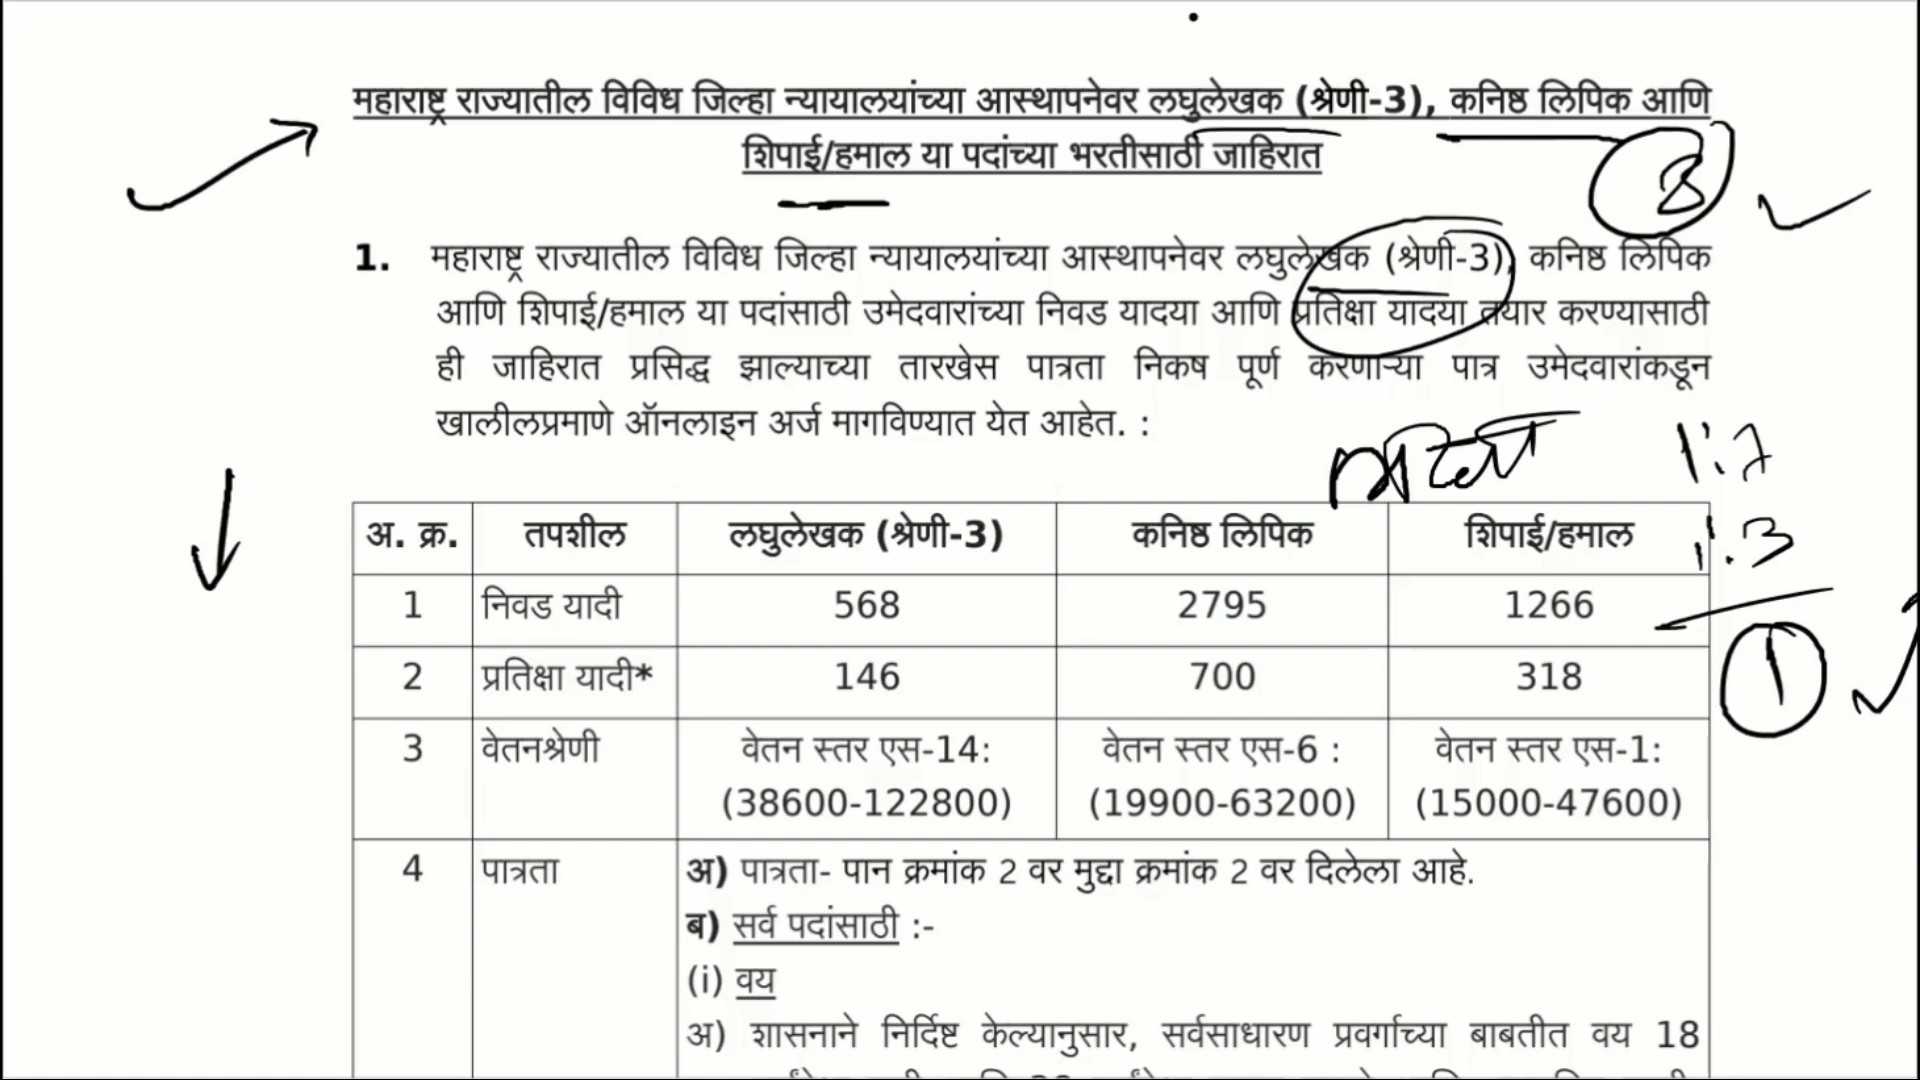 महाराष्ट्र राज्यातील विविध जिल्हा न्यायालयांच्या आस्थापनेवर लघुलेखक (श्रेणी-3), कनिष्ठ लिपिक आणि
शिपाई/हमाल या पदांच्या भरतीसाठी जाहिरात
3
1. महाराष्ट्र राज्यातील विविध जिल्हा न्यायालयांच्या आस्थापनेवर लघुलेखक (श्रेणी-3), कनिष्ठ लिपिक
आणि शिपाई/हमाल या पदांसाठी उमेदवारांच्या निवड यादया आणि प्रतिक्षा यादया तयार करण्यासाठी
ही जाहिरात प्रसिद्ध झाल्याच्या तारखेस पात्रता निकष पूर्ण करणाऱ्या पात्र उमेदवारांकडून
खालीलप्रमाणे ऑनलाइन अर्ज मागविण्यात येत आहेत. :
1:7
1:3
1
अ. क्र. तपशील लघुलेखक (श्रेणी-3) कनिष्ठ लिपिक शिपाई/हमाल
1 निवड यादी 568 2795 1266
2 प्रतिक्षा यादी* 146 700 318
3 वेतनश्रेणी वेतन स्तर एस-14: वेतन स्तर एस-6 : वेतन स्तर एस-1:
(38600-122800) (19900-63200) (15000-47600)
4 पात्रता अ) पात्रता- पान क्रमांक 2 वर मुद्दा क्रमांक 2 वर दिलेला आहे.
ब) सर्व पदांसाठी :-
(i) वय
अ) शासनाने निर्दिष्ट केल्यानुसार, सर्वसाधारण प्रवर्गाच्या बाबतीत वय 18